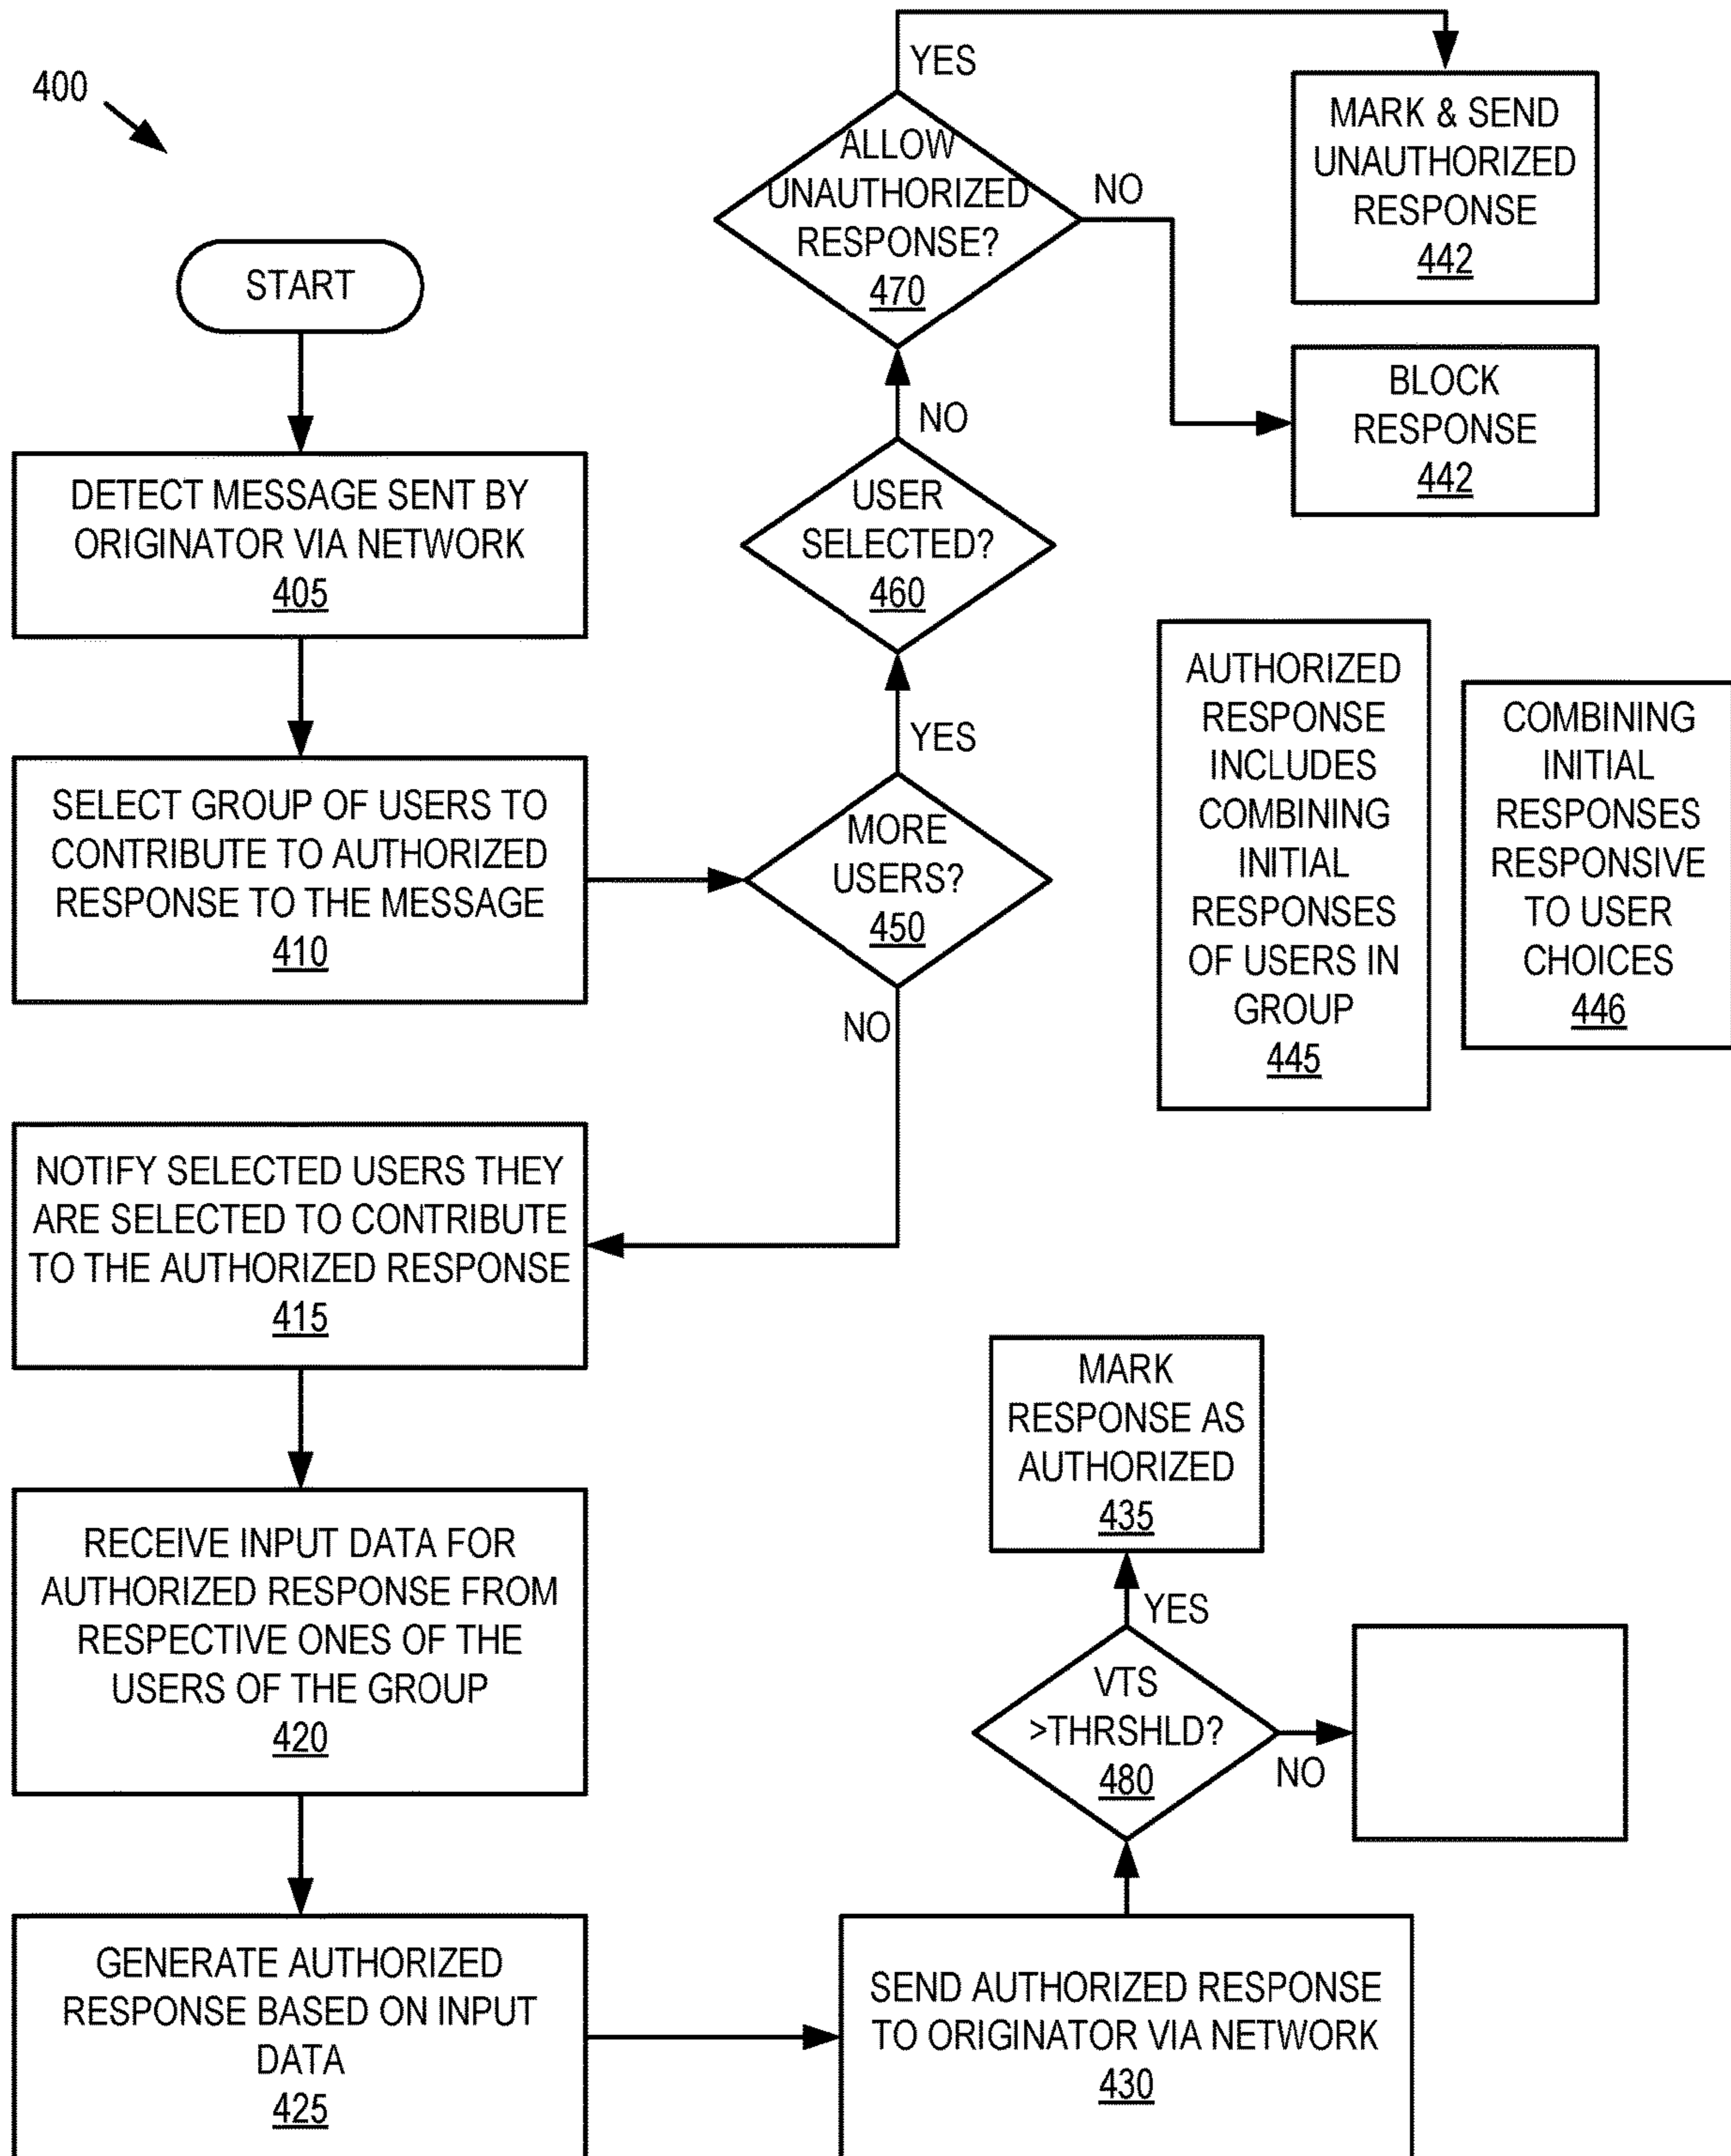 400
START
DETECT MESSAGE SENT BY
ORIGINATOR VIA NETWORK
405
SELECT GROUP OF USERS TO
CONTRIBUTE TO AUTHORIZED
RESPONSE TO THE MESSAGE
410
MORE
USERS?
450
YES
NO
USER
SELECTED?
460
NO
ALLOW
UNAUTHORIZED
RESPONSE?
470
YES
NO
MARK & SEND
UNAUTHORIZED
RESPONSE
442
BLOCK
RESPONSE
442
AUTHORIZED
RESPONSE
INCLUDES
COMBINING
INITIAL
RESPONSES
OF USERS IN
GROUP
445
COMBINING
INITIAL
RESPONSES
RESPONSIVE
TO USER
CHOICES
446
NOTIFY SELECTED USERS THEY
ARE SELECTED TO CONTRIBUTE
TO THE AUTHORIZED RESPONSE
415
RECEIVE INPUT DATA FOR
AUTHORIZED RESPONSE FROM
RESPECTIVE ONES OF THE
USERS OF THE GROUP
420
GENERATE AUTHORIZED
RESPONSE BASED ON INPUT
DATA
425
SEND AUTHORIZED RESPONSE
TO ORIGINATOR VIA NETWORK
430
VTS
>THRSHLD?
480
YES
NO
MARK
RESPONSE AS
AUTHORIZED
435